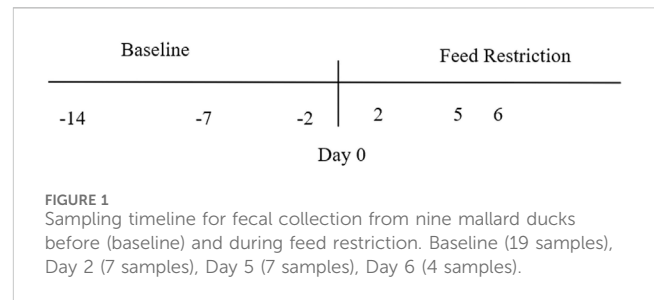 Baseline
Feed Restriction
-14 -7 -2 2 5 6
Day 0
FIGURE 1
Sampling timeline for fecal collection from nine mallard ducks
before (baseline) and during feed restriction. Baseline (19 samples),
Day 2 (7 samples), Day 5 (7 samples), Day 6 (4 samples).